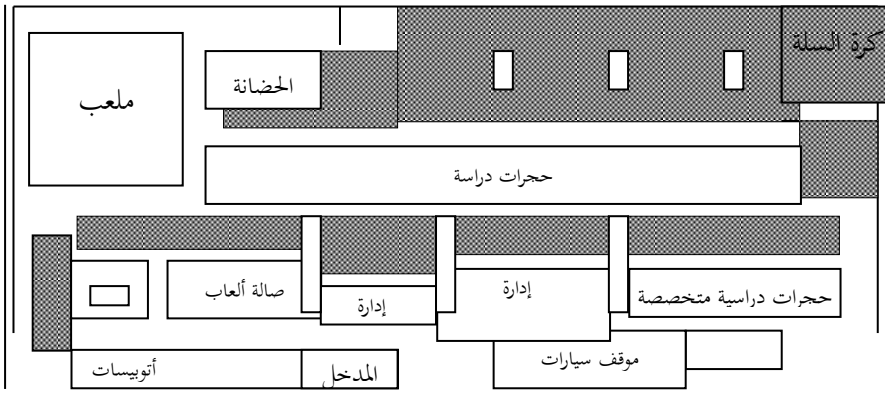 كرة السلة
الحضانة
ملعب
حجرات دراسة
حجرات دراسية متخصصة
إدارة
إدارة
صالة ألعاب
موقف سيارات
المدخل
أتوبيسات